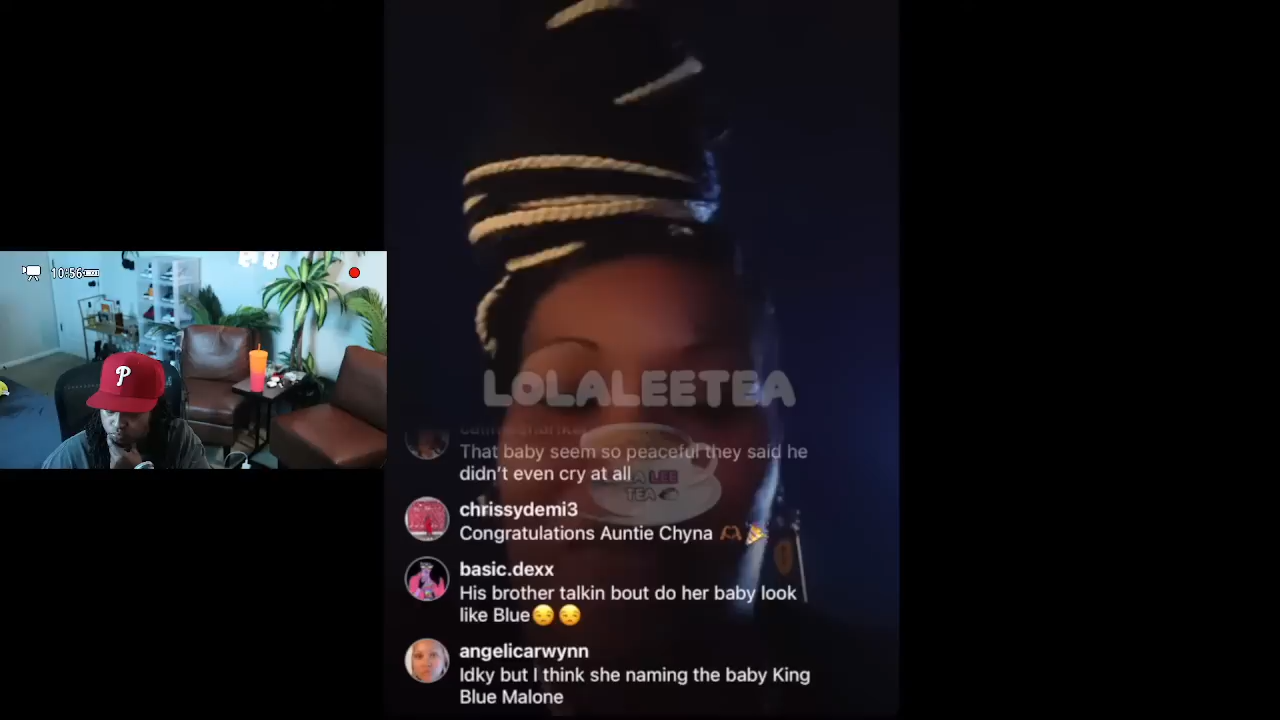 10:56
P
LOLALEETEA
That baby seem so peaceful they said he
didn't even cry at all
LEE
TEA
chrissydemi3
Congratulations Auntie Chyna 🫶🏾 🎉
basic.dexx
His brother talkin bout do her baby look
like Blue😒 😒
angelicarwynn
Idky but I think she naming the baby King
Blue Malone